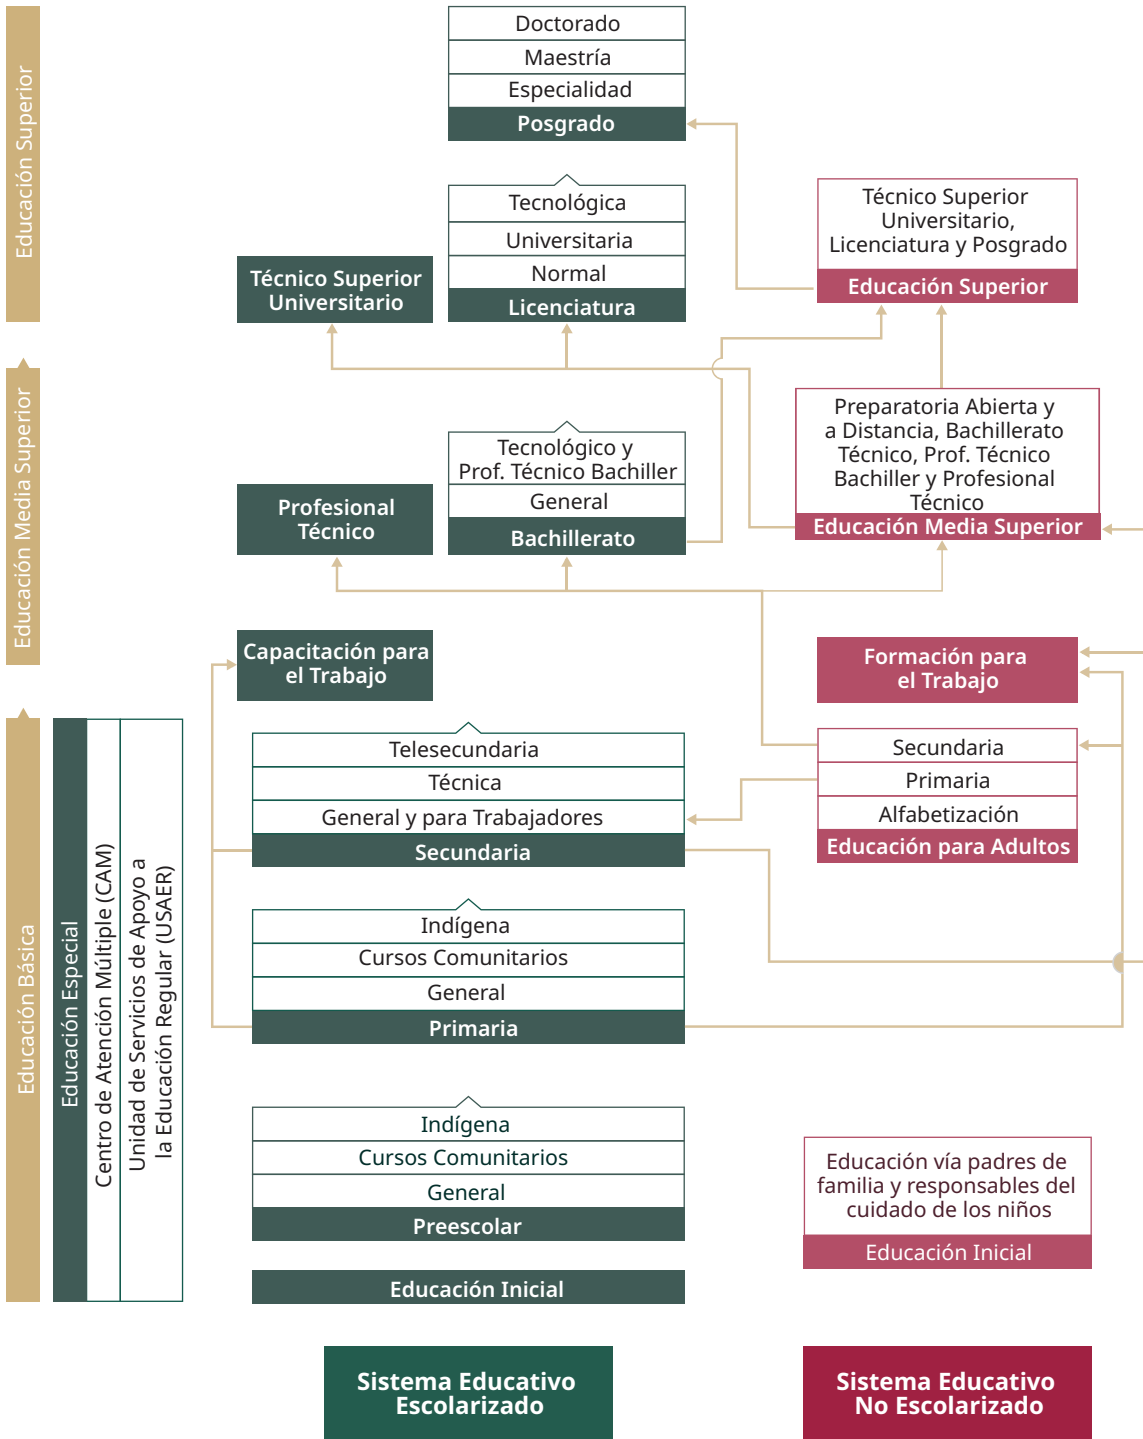 Educación Superior
Educación Media Superior
Educación Básica
Educación Especial
Centro de Atención Múltiple (CAM)
Unidad de Servicios de Apoyo a
la Educación Regular (USAER)
Doctorado
Maestría
Especialidad
Posgrado
Tecnológica
Universitaria
Normal
Licenciatura
Técnico Superior
Universitario
Técnico Superior
Universitario,
Licenciatura y Posgrado
Educación Superior
Tecnológico y
Prof. Técnico Bachiller
General
Bachillerato
Profesional
Técnico
Preparatoria Abierta y
a Distancia, Bachillerato
Técnico, Prof. Técnico
Bachiller y Profesional
Técnico
Educación Media Superior
Capacitación para
el Trabajo
Formación para
el Trabajo
Telesecundaria
Técnica
General y para Trabajadores
Secundaria
Secundaria
Primaria
Alfabetización
Educación para Adultos
Indígena
Cursos Comunitarios
General
Primaria
Indígena
Cursos Comunitarios
General
Preescolar
Educación vía padres de
familia y responsables del
cuidado de los niños
Educación Inicial
Educación Inicial
Sistema Educativo
Escolarizado
Sistema Educativo
No Escolarizado